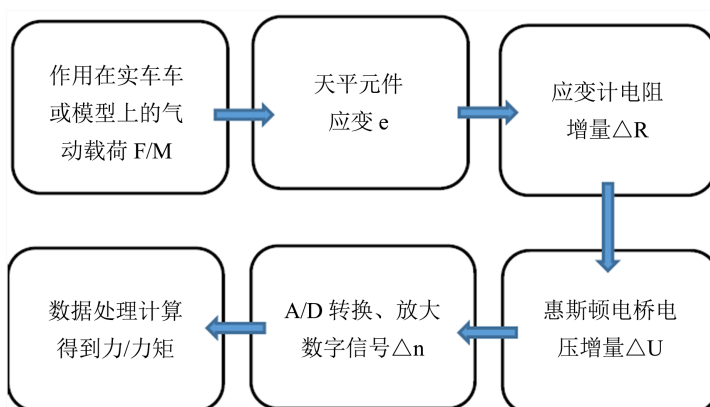 作用在实车车
或模型上的气
动载荷 F/M
天平元件
应变 e
应变计电阻
增量△R
惠斯顿电桥电
压增量△U
A/D 转换、放大
数字信号△n
数据处理计算
得到力/力矩